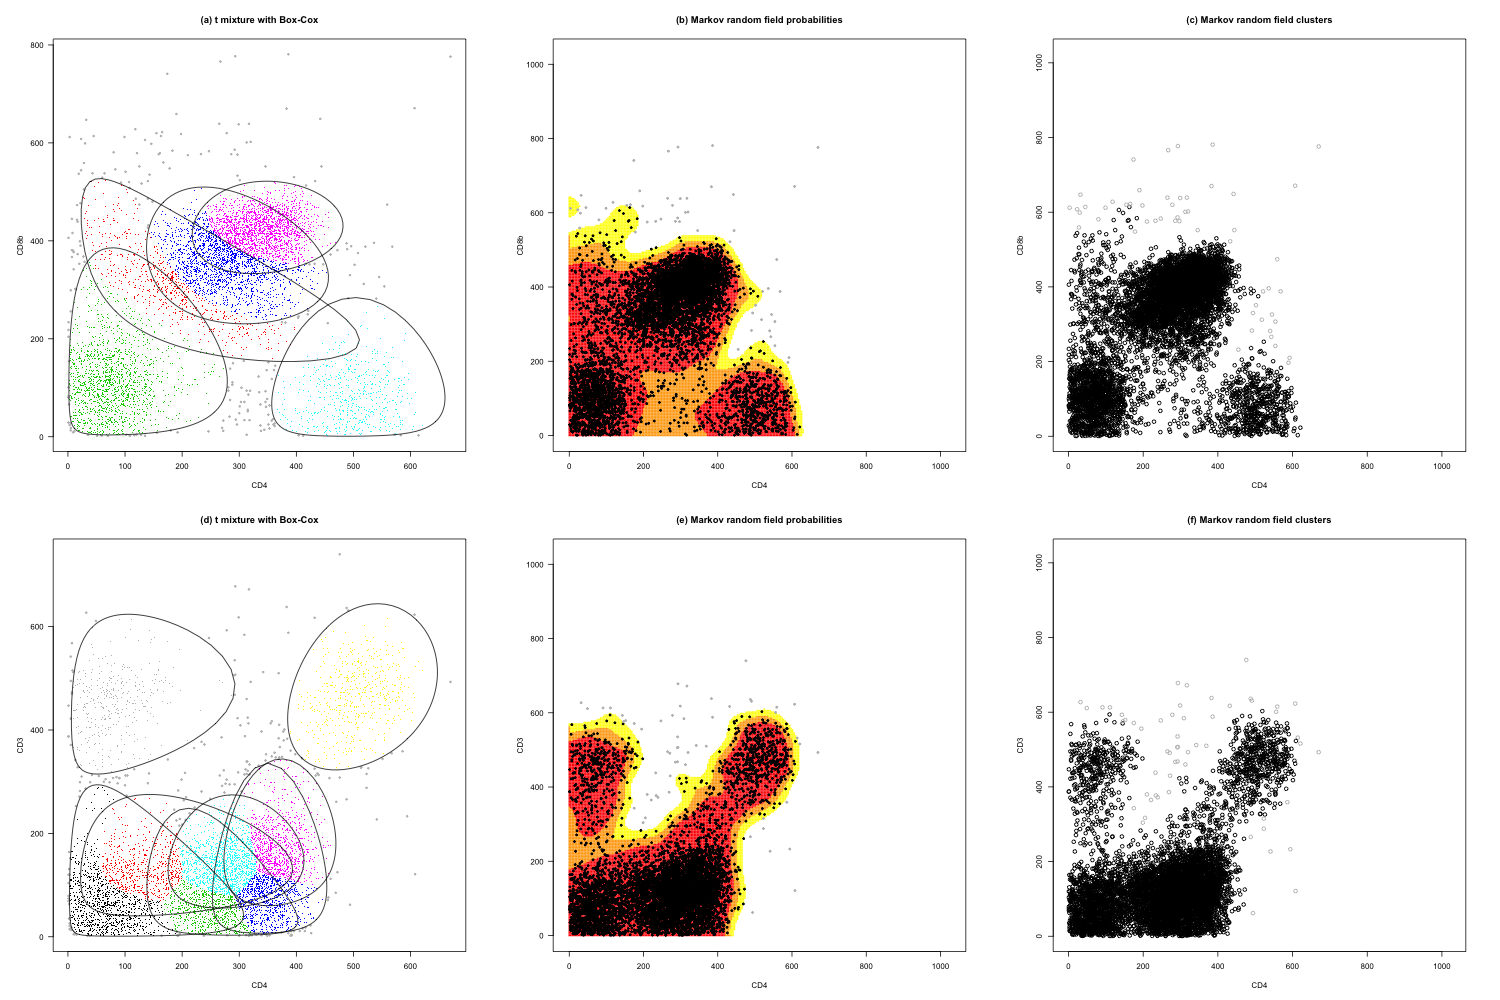 (a) t mixture with Box-Cox
(b) Markov random field probabilities
(c) Markov random field clusters
CD8b
0 200 400 600 800
0 100 200 300 400 500 600
CD4
CD8b
0 200 400 600 800 1000
0 200 400 600 800 1000
CD4
CD8b
0 200 400 600 800 1000
0 200 400 600 800 1000
CD4
(d) t mixture with Box-Cox
(e) Markov random field probabilities
(f) Markov random field clusters
CD3
0 200 400 600
0 100 200 300 400 500 600
CD4
CD3
0 200 400 600 800 1000
0 200 400 600 800 1000
CD4
CD3
0 200 400 600 800 1000
0 200 400 600 800 1000
CD4